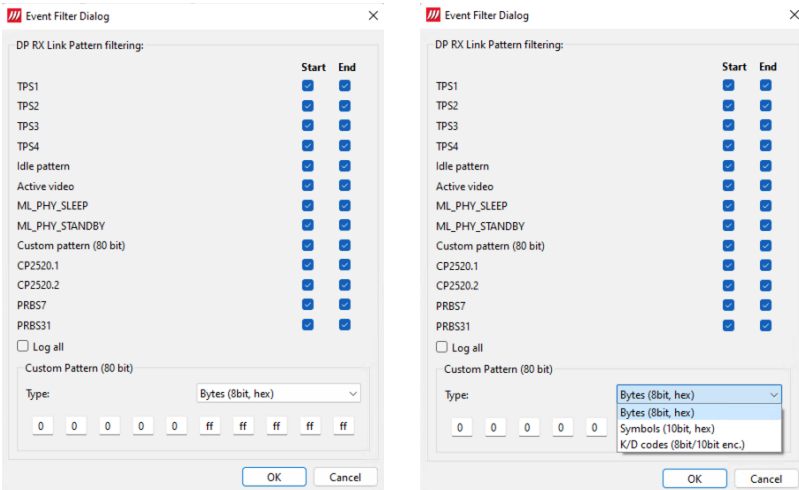 Event Filter Dialog
DP RX Link Pattern filtering:
Start End
TPS1
TPS2
TPS3
TPS4
Idle pattern
Active video
ML_PHY_SLEEP
ML_PHY_STANDBY
Custom pattern (80 bit)
CP2520.1
CP2520.2
PRBS7
PRBS31
Log all
Custom Pattern (80 bit)
Type: Bytes (8bit, hex)
0 0 0 0 0 ff ff ff ff ff
OK Cancel
Event Filter Dialog
DP RX Link Pattern filtering:
Start End
TPS1
TPS2
TPS3
TPS4
Idle pattern
Active video
ML_PHY_SLEEP
ML_PHY_STANDBY
Custom pattern (80 bit)
CP2520.1
CP2520.2
PRBS7
PRBS31
Log all
Custom Pattern (80 bit)
Type: Bytes (8bit, hex)
Bytes (8bit, hex)
Symbols (10bit, hex)
K/D codes (8bit/10bit enc.)
0 0 0 0 0
OK Cancel